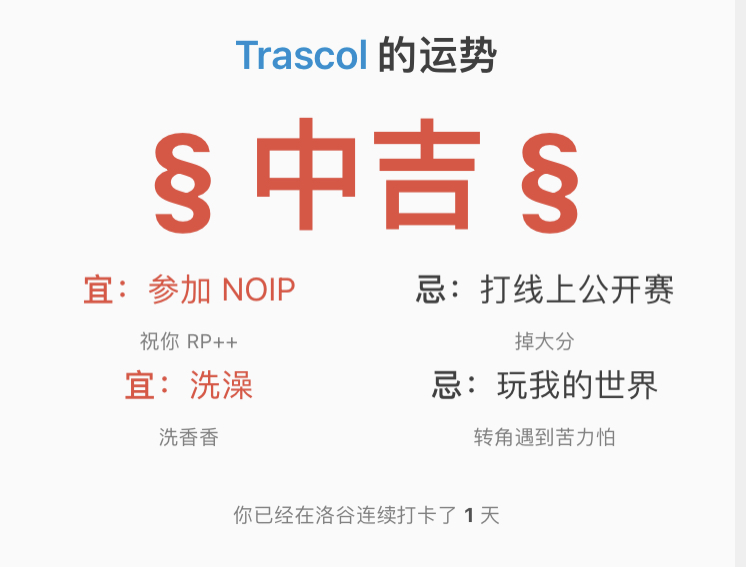 Trascol 的运势
§ 中吉 §
宜：参加 NOIP
忌：打线上公开赛
祝你 RP++
掉大分
宜：洗澡
忌：玩我的世界
洗香香
转角遇到苦力怕
你已经在洛谷连续打卡了 1 天